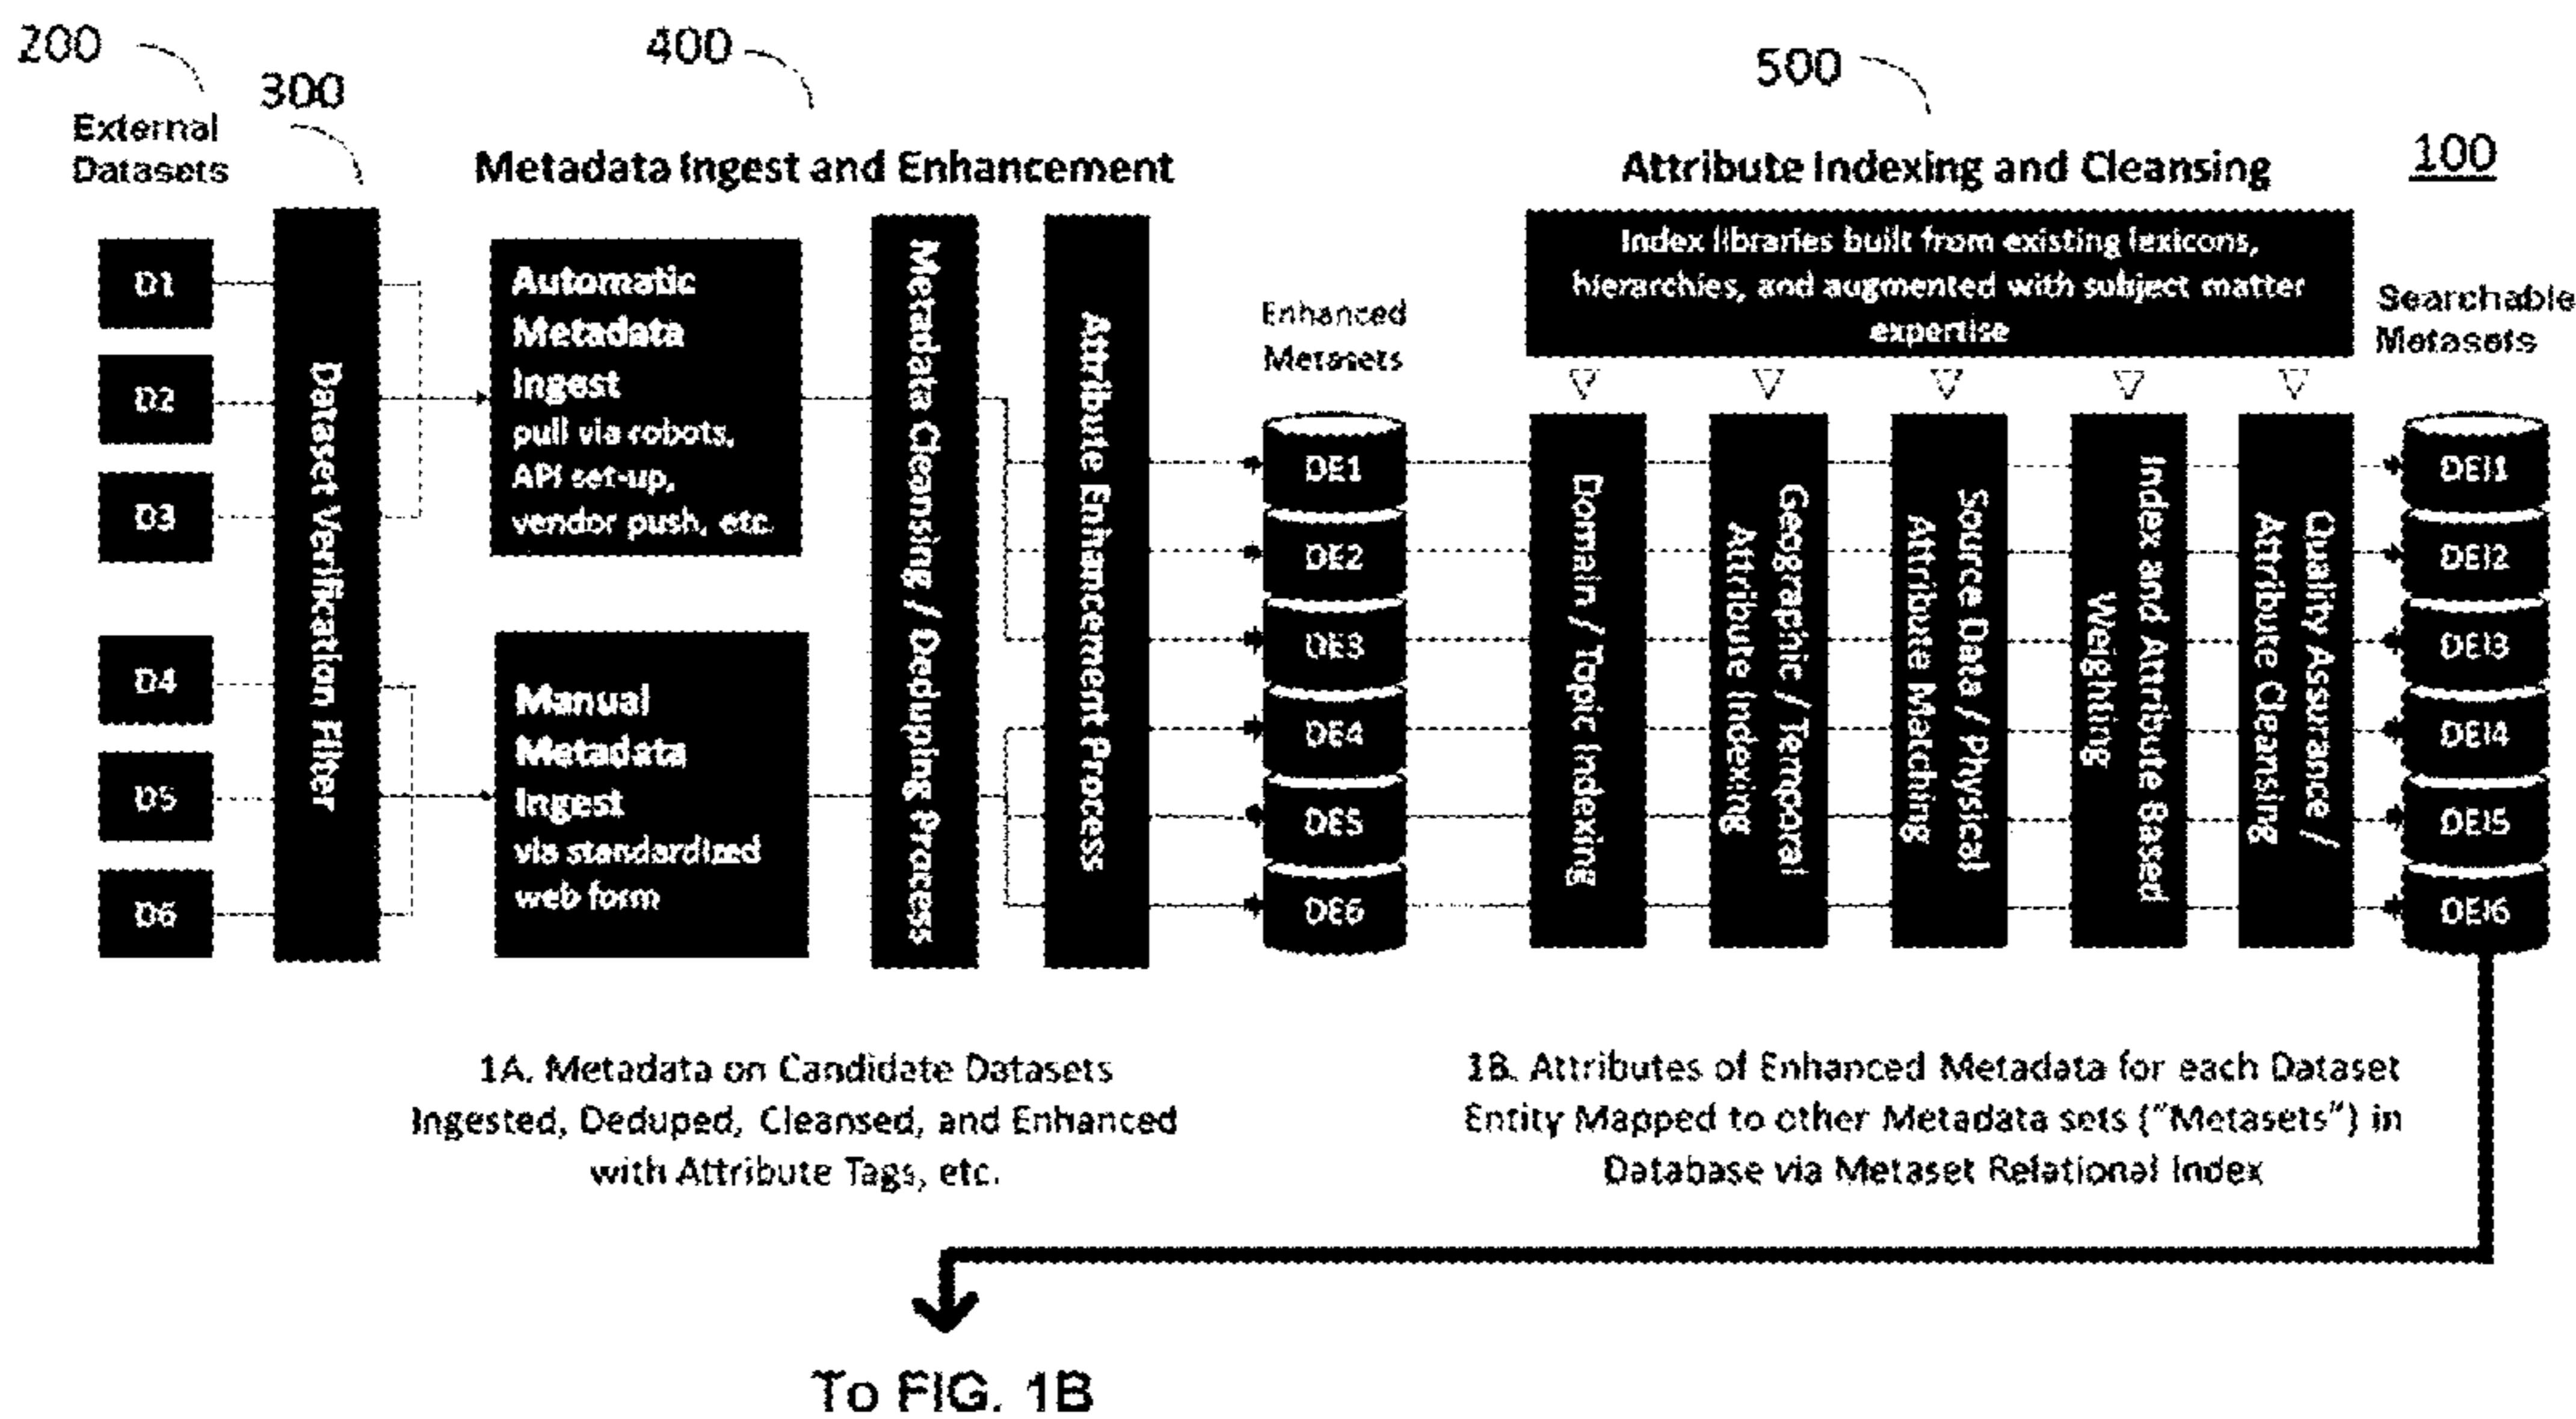 200
300
400
500
100
External
Datasets
Metadata Ingest and Enhancement
Attribute Indexing and Cleansing
D1
D2
D3
D4
D5
D6
Dataset Verification Filter
Automatic
Metadata
Ingest
pull via robots,
API set-up,
vendor push, etc.
Manual
Metadata
Ingest
via standardized
web form
Metadata Cleansing / Deduping Process
Attribute Enhancement Process
Enhanced
Metasets
DE1
DE2
DE3
DE4
DE5
DE6
Index libraries built from existing lexicons,
hierarchies, and augmented with subject matter
expertise
Domain / Topic Indexing
Geographic / Temporal
Attribute Indexing
Source Data / Physical
Attribute Matching
Index and Attribute Based
Weighting
Quality Assurance /
Attribute Cleansing
Searchable
Metasets
DEI1
DEI2
DEI3
DEI4
DEI5
DEI6
1A. Metadata on Candidate Datasets
Ingested, Deduped, Cleansed, and Enhanced
with Attribute Tags, etc.
1B. Attributes of Enhanced Metadata for each Dataset
Entity Mapped to other Metadata sets ("Metasets") in
Database via Metaset Relational Index
To FIG. 1B